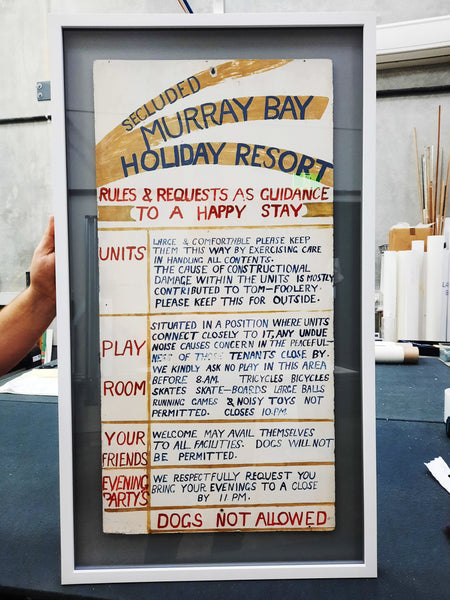 SECLUDED
MURRAY BAY
HOLIDAY RESORT
RULES & REQUESTS AS GUIDANCE
TO A HAPPY STAY
UNITS
LARGE & COMFORTABLE PLEASE KEEP
THEM THIS WAY BY EXERCISING CARE
IN HANDLING ALL CONTENTS.
THE CAUSE OF CONSTRUCTIONAL
DAMAGE WITHIN THE UNITS IS MOSTLY
CONTRIBUTED TO TOM-FOOLERY.
PLEASE KEEP THIS FOR OUTSIDE.
PLAY
ROOM
SITUATED IN A POSITION WHERE UNITS
CONNECT CLOSELY TO IT, ANY UNDUE
NOISE CAUSES CONCERN IN THE PEACEFUL-
NESS OF THOSE TENANTS CLOSE BY.
WE KINDLY ASK NO PLAY IN THIS AREA
BEFORE 8.AM. TRICYCLES BICYCLES
SKATES SKATE-BOARDS LARGE BALLS
RUNNING GAMES & NOISY TOYS NOT
PERMITTED. CLOSES 10.P.M.
YOUR
FRIENDS
WELCOME MAY AVAIL THEMSELVES
TO ALL FACILITIES. DOGS WILL NOT
BE PERMITTED.
EVENING
PARTY'S
WE RESPECTFULLY REQUEST YOU
BRING YOUR EVENINGS TO A CLOSE
BY 11 P.M.
DOGS NOT ALLOWED